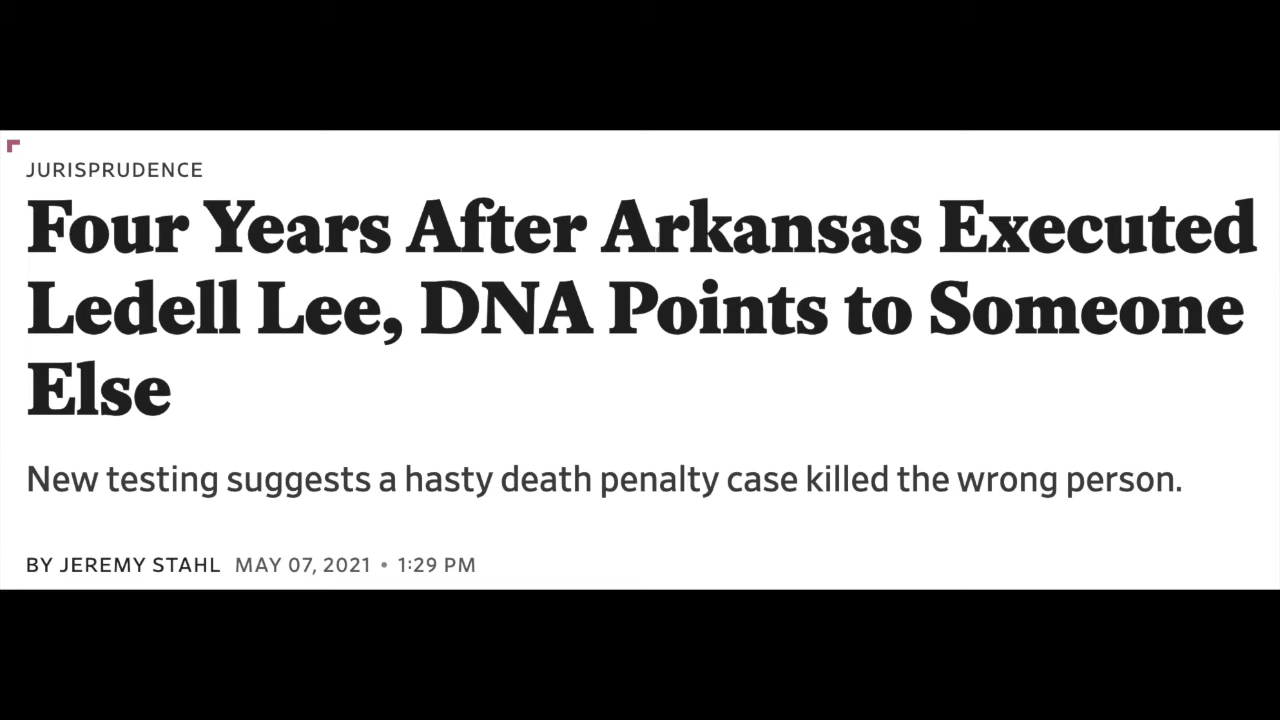 JURISPRUDENCE
Four Years After Arkansas Executed
Ledell Lee, DNA Points to Someone
Else
New testing suggests a hasty death penalty case killed the wrong person.
BY JEREMY STAHL MAY 07, 2021 • 1:29 PM